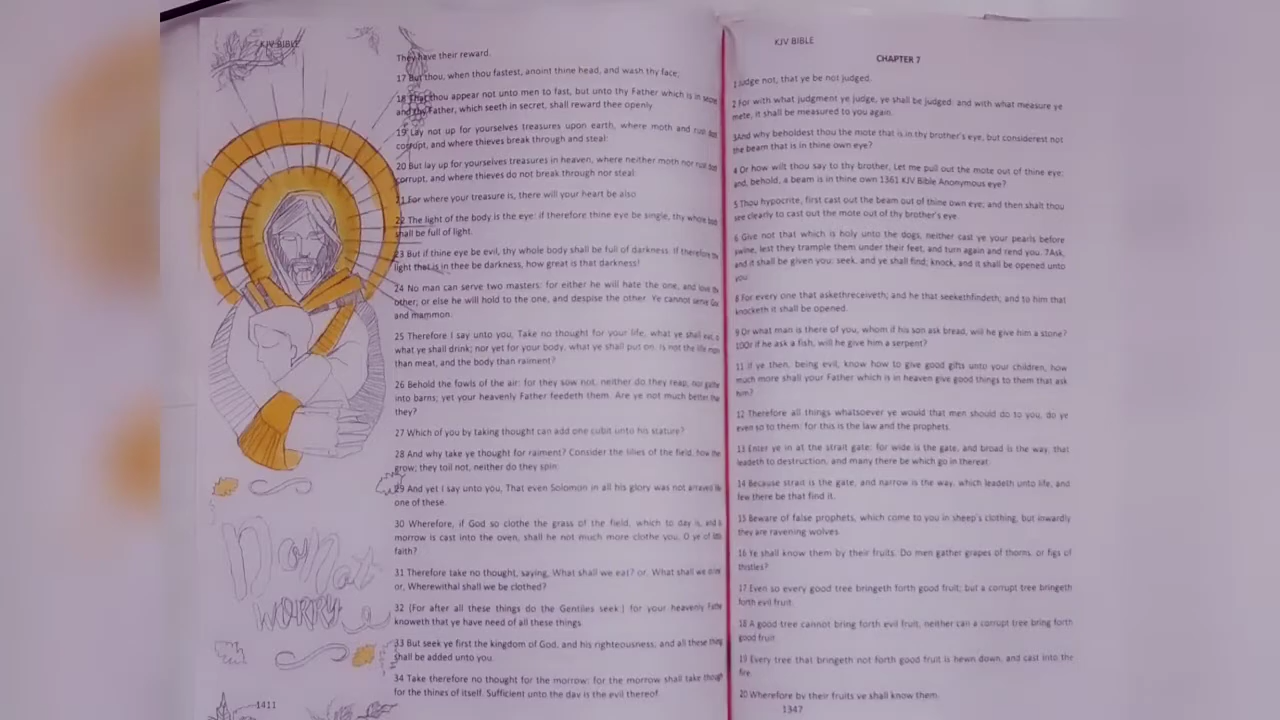 KJV BIBLE
They have their reward.
17 But thou, when thou fastest, anoint thine head, and wash thy face;
18 That thou appear not unto men to fast, but unto thy Father which is in secret
and thy Father, which seeth in secret, shall reward thee openly.
19 Lay not up for yourselves treasures upon earth, where moth and rust doth
corrupt, and where thieves break through and steal:
20 But lay up for yourselves treasures in heaven, where neither moth nor rust doth
corrupt, and where thieves do not break through nor steal:
21 For where your treasure is, there will your heart be also.
22 The light of the body is the eye: if therefore thine eye be single, thy whole body
shall be full of light.
23 But if thine eye be evil, thy whole body shall be full of darkness. If therefore the
light that is in thee be darkness, how great is that darkness!
24 No man can serve two masters: for either he will hate the one, and love the
other; or else he will hold to the one, and despise the other. Ye cannot serve God
and mammon.
25 Therefore I say unto you, Take no thought for your life, what ye shall eat, o
what ye shall drink; nor yet for your body, what ye shall put on. Is not the life more
than meat, and the body than raiment?
26 Behold the fowls of the air: for they sow not, neither do they reap, nor gather
into barns; yet your heavenly Father feedeth them. Are ye not much better
they?
27 Which of you by taking thought can add one cubit unto his stature?
28 And why take ye thought for raiment? Consider the lilies of the field, how the
grow; they toil not, neither do they spin:
29 And yet I say unto you, That even Solomon in all his glory was not arrayed like
one of these.
30 Wherefore, if God so clothe the grass of the field, which to day is, and
morrow is cast into the oven, shall he not much more clothe you, O ye of little
faith?
31 Therefore take no thought, saying, What shall we eat? or, What shall we drink?
or, Wherewithal shall we be clothed?
32 (For after all these things do the Gentiles seek:) for your heavenly Father
knoweth that ye have need of all these things.
33 But seek ye first the kingdom of God, and his righteousness; and all these thing
shall be added unto you.
34 Take therefore no thought for the morrow: for the morrow shall take though
for the things of itself. Sufficient unto the day is the evil thereof.
Do Not
WORRY
1411
KJV BIBLE
CHAPTER 7
1 Judge not, that ye be not judged.
2 For with what judgment ye judge, ye shall be judged: and with what measure ye
mete, it shall be measured to you again.
3And why beholdest thou the mote that is in thy brother's eye, but considerest not
the beam that is in thine own eye?
4 Or how wilt thou say to thy brother, Let me pull out the mote out of thine eye;
and, behold, a beam is in thine own 1361 KJV Bible Anonymous eye?
5 Thou hypocrite, first cast out the beam out of thine own eye; and then shalt thou
see clearly to cast out the mote out of thy brother's eye.
6 Give not that which is holy unto the dogs, neither cast ye your pearls before
swine, lest they trample them under their feet, and turn again and rend you. 7Ask,
and it shall be given you; seek, and ye shall find; knock, and it shall be opened unto
you:
8 For every one that askethreceiveth; and he that seekethfindeth; and to him that
knocketh it shall be opened.
9 Or what man is there of you, whom if his son ask bread, will he give him a stone?
10Or if he ask a fish, will he give him a serpent?
11 If ye then, being evil, know how to give good gifts unto your children, how
much more shall your Father which is in heaven give good things to them that ask
him?
12 Therefore all things whatsoever ye would that men should do to you, do ye
even so to them: for this is the law and the prophets.
13 Enter ye in at the strait gate: for wide is the gate, and broad is the way, that
leadeth to destruction, and many there be which go in thereat:
14 Because strait is the gate, and narrow is the way, which leadeth unto life, and
few there be that find it.
15 Beware of false prophets, which come to you in sheep's clothing, but inwardly
they are ravening wolves.
16 Ye shall know them by their fruits. Do men gather grapes of thorns, or figs of
thistles?
17 Even so every good tree bringeth forth good fruit; but a corrupt tree bringeth
forth evil fruit.
18 A good tree cannot bring forth evil fruit, neither can a corrupt tree bring forth
good fruit.
19 Every tree that bringeth not forth good fruit is hewn down, and cast into the
fire.
20 Wherefore by their fruits ye shall know them.
1347